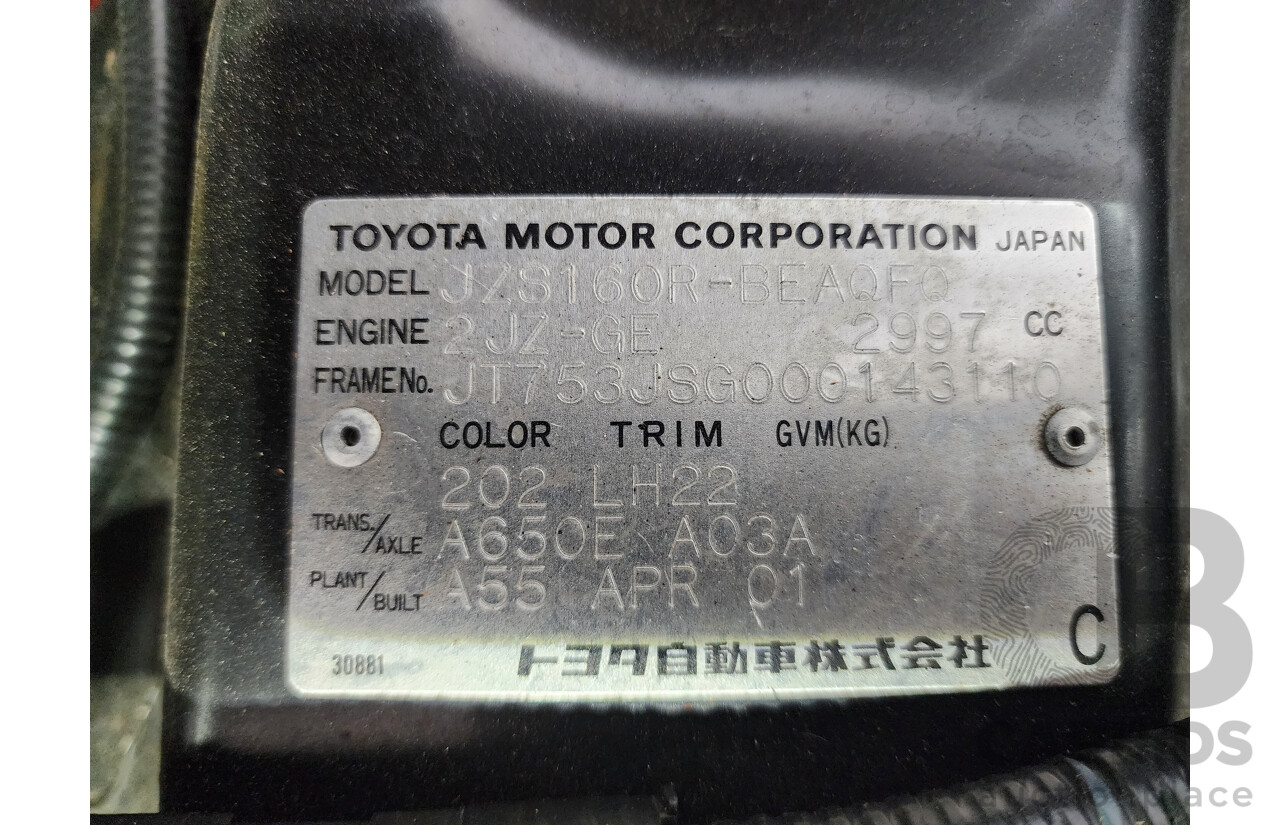 TOYOTA MOTOR CORPORATION JAPAN
MODEL JZS160R-BEAQFQ
ENGINE 2JZ-GE 2997 CC
FRAME No. JT753JSG000143110
COLOR TRIM GVM(KG)
202 LH22
TRANS./AXLE A650E A03A
PLANT/BUILT A55 APR 01
C
30881 トヨタ自動車株式会社